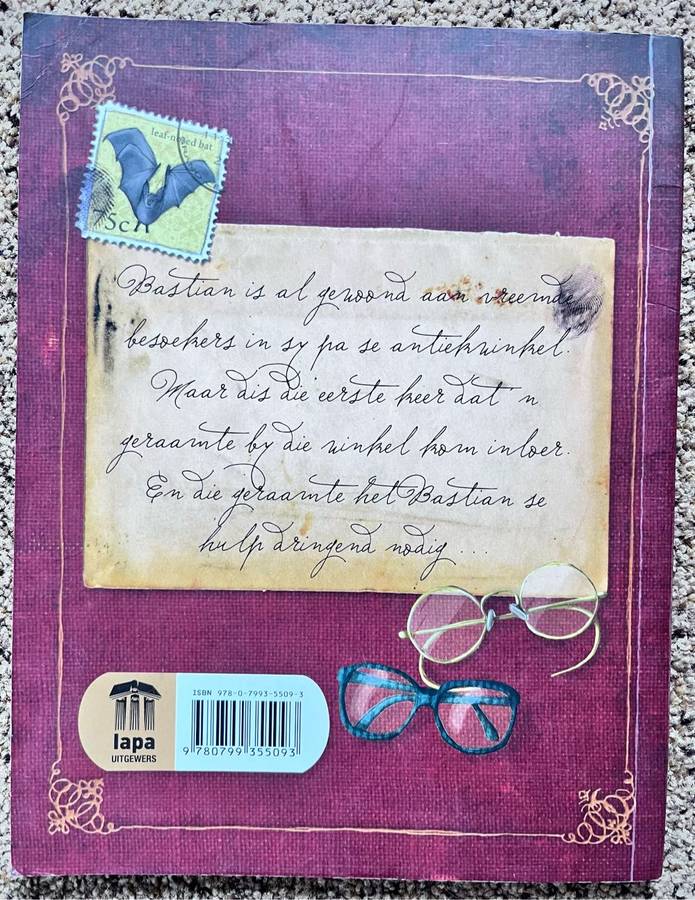 leaf-nosed bat
5c
Bastian is al gewoond aan vreemde
besoekers in sy pa se antiekwinkel.
Maar dis die eerste keer dat 'n
geraamte by die winkel kom inloer.
En die geraamte het Bastian se
hulp dringend nodig ...
ISBN 978-0-7993-5509-3
9 780799 355093
lapa
UITGEWERS